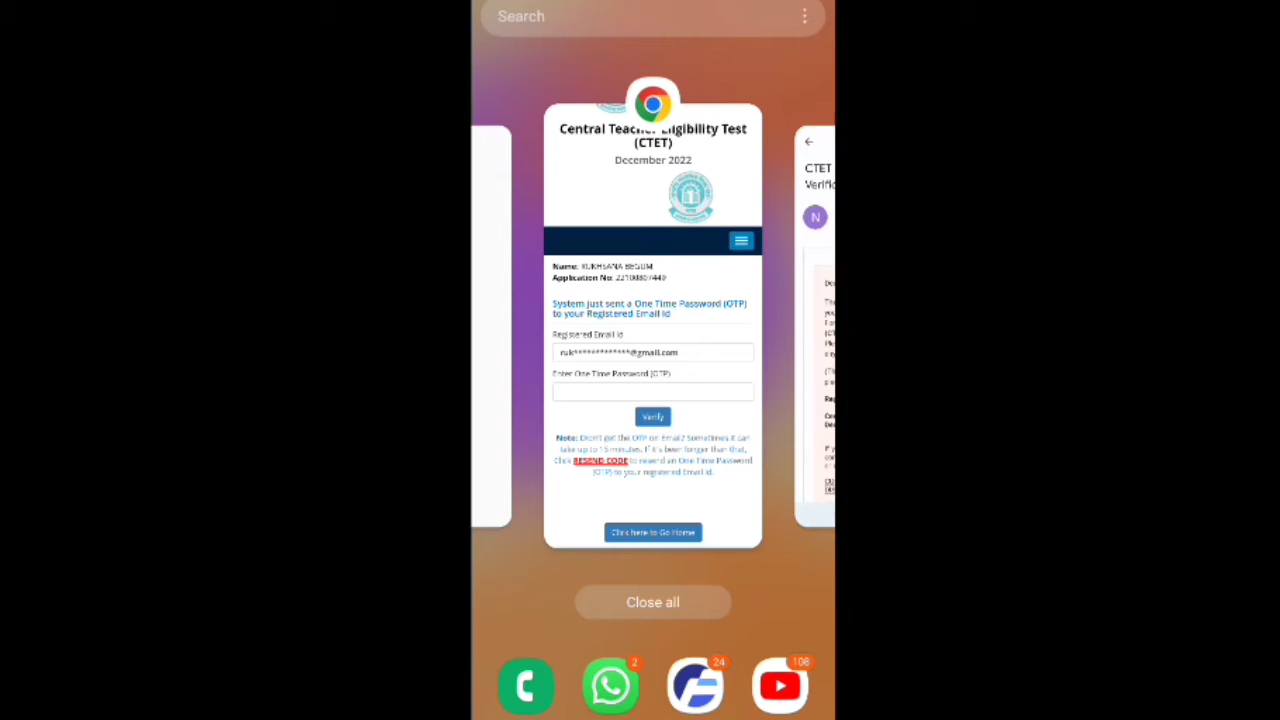 Search
Central Teacher Eligibility Test
(CTET)
December 2022
Name: RUKHSANA BEGUM
Application No:
System just sent a One Time Password (OTP)
to your Registered Email Id
Registered Email Id
ruk*************@gmail.com
Enter One Time Password (OTP)
Verify
Note: Didn't get the OTP on Email? Sometimes it can
take up to 15 minutes. If it's been longer than that,
Click RESEND CODE to resend an One Time Password
(OTP) to your registered Email Id.
Click here to Go Home
CTET
N
Close all
2
24
108